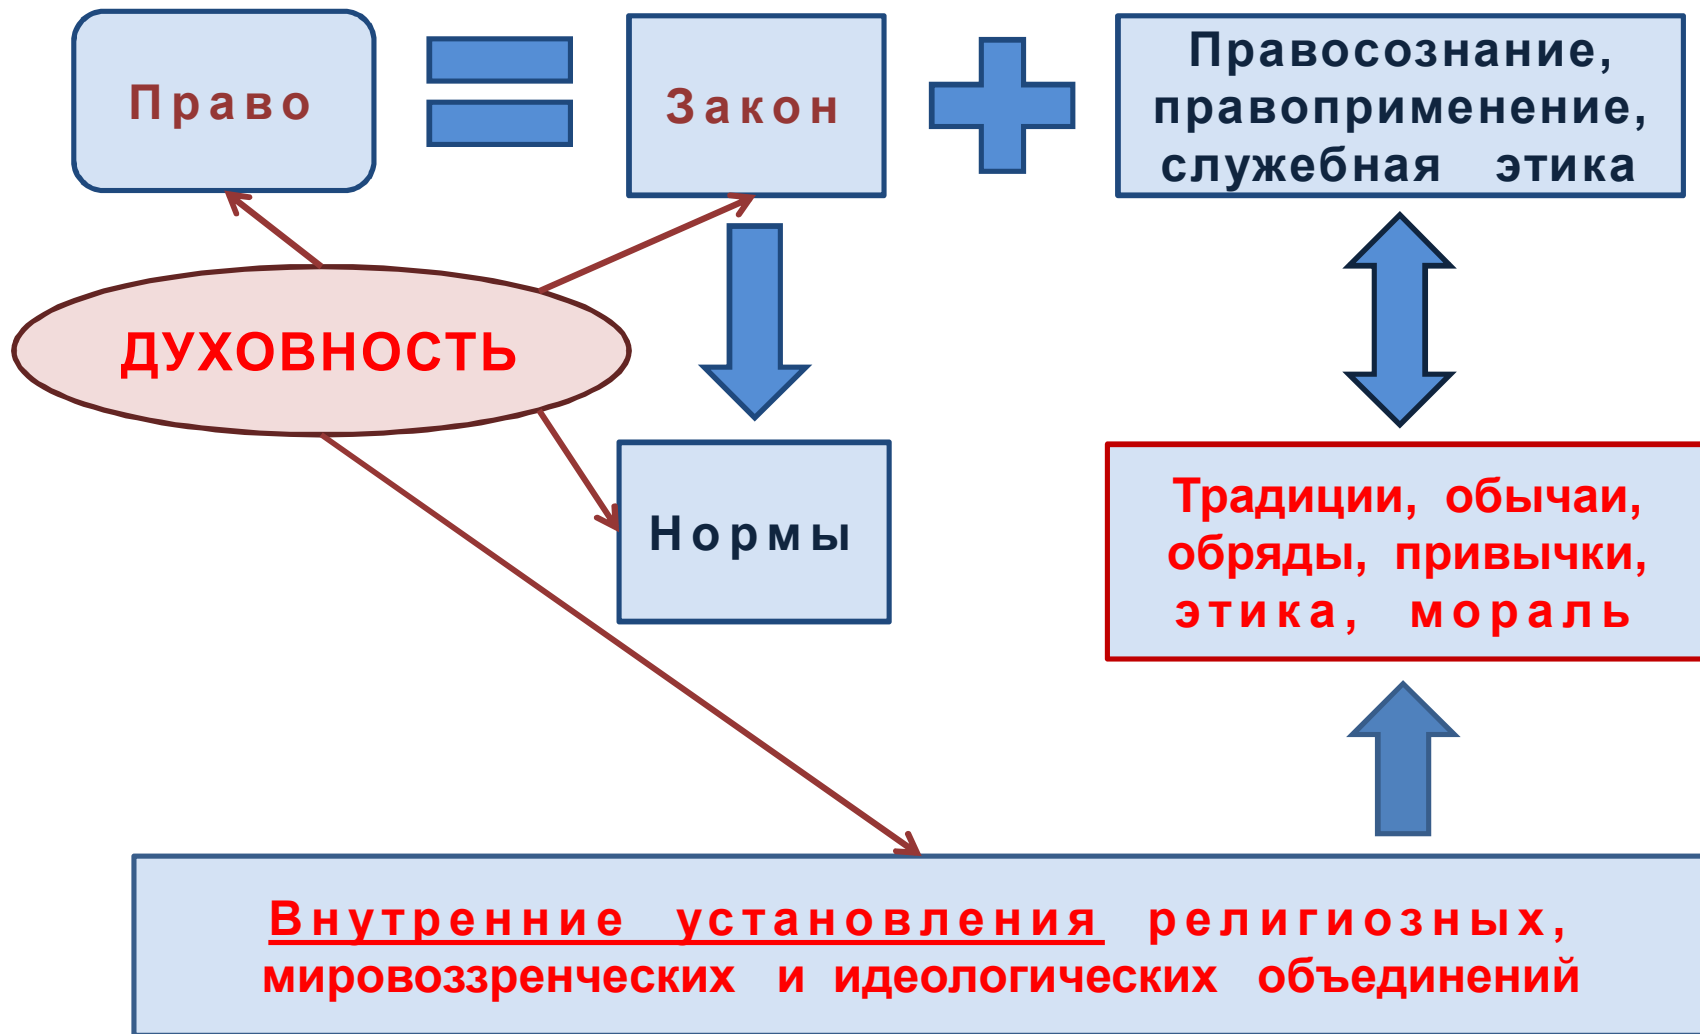 Право
Закон
Правосознание,
правоприменение,
служебная этика
ДУХОВНОСТЬ
Нормы
Традиции, обычаи,
обряды, привычки,
этика, мораль
Внутренние установления религиозных,
мировоззренческих и идеологических объединений